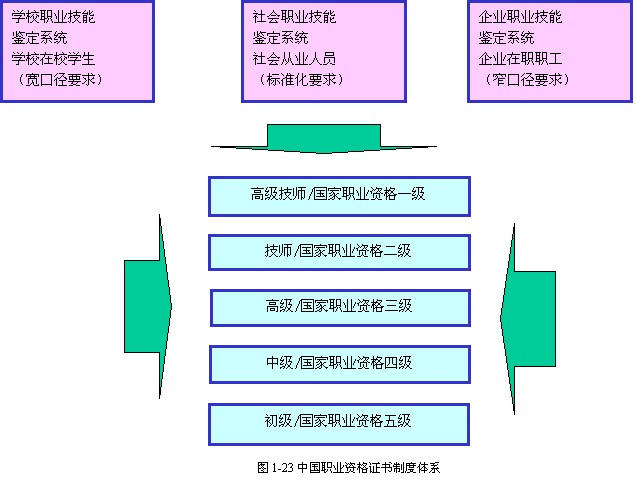 学校职业技能
鉴定系统
学校在校学生
（宽口径要求）
社会职业技能
鉴定系统
社会从业人员
（标准化要求）
企业职业技能
鉴定系统
企业在职职工
（窄口径要求）
高级技师/国家职业资格一级
技师/国家职业资格二级
高级/国家职业资格三级
中级/国家职业资格四级
初级/国家职业资格五级
图1-23中国职业资格证书制度体系